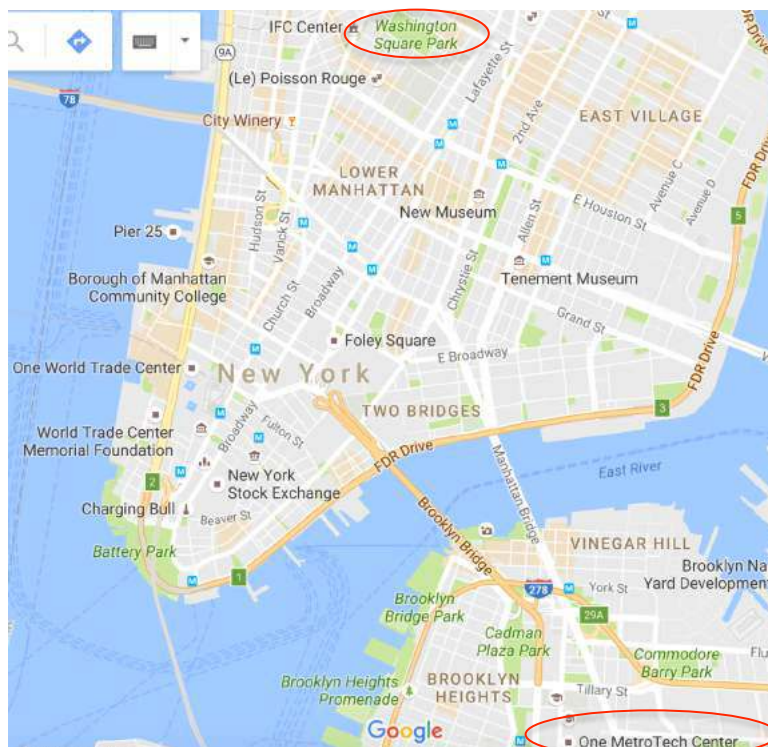 IFC Center
Washington
Square Park
9A
(Le) Poisson Rouge
78
City Winery
Lafayette St
2nd Ave
EAST VILLAGE
FDR Drive
Avenue C
Avenue D
FDR Driv
LOWER
MANHATTAN
E Houston St
New Museum
Hudson St
Varick St
5
Pier 25
Allen St
Borough of Manhattan
Community College
Church St
Broadway
Chrystie St
Tenement Museum
Grand St
Foley Square
E Broadway
FDR Drive
One World Trade Center
New York
TWO BRIDGES
3
World Trade Center
Memorial Foundation
Broadway
Fulton St
FDR Drive
Manhattan Bridge
East River
2
New York
Stock Exchange
Charging Bull
Beaver St
Brooklyn Bridge
Battery Park
1
VINEGAR HILL
Brooklyn Na
Yard Development
278
York St
Brooklyn
Bridge Park
29A
Cadman
Plaza Park
Commodore
Barry Park
Flu
Brooklyn Heights
Promenade
BROOKLYN
HEIGHTS
Tillary St
Google
One MetroTech Center